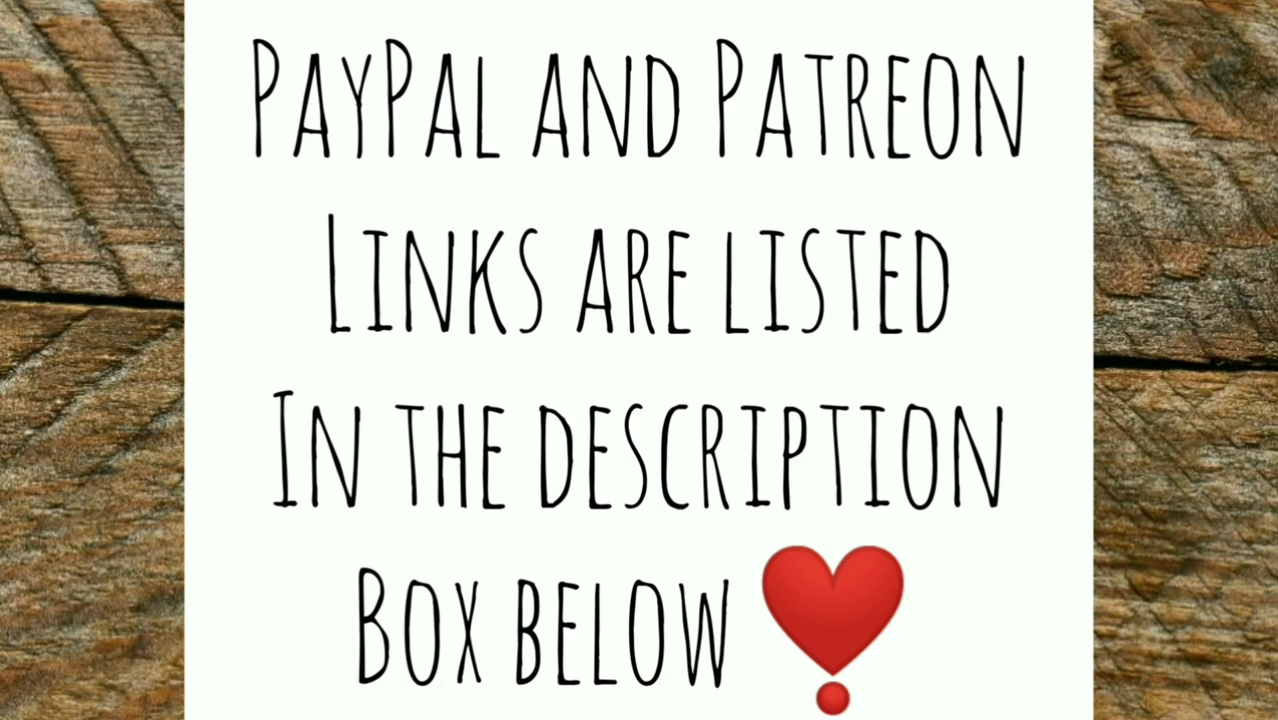 PayPal and Patreon
Links are listed
In the description
Box below ❣